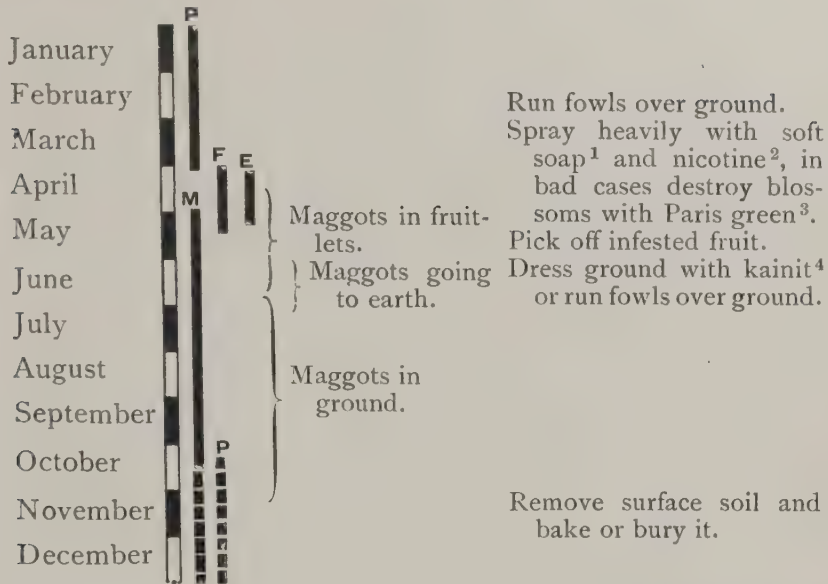 P
January
February
March
F E
April
M
May
June
July
August
September
P
October
November
December
Maggots in fruit-
lets.
Maggots going
to earth.
Maggots in
ground.
Run fowls over ground.
Spray heavily with soft
soap¹ and nicotine², in
bad cases destroy blos-
soms with Paris green³.
Pick off infested fruit.
Dress ground with kainit⁴
or run fowls over ground.
Remove surface soil and
bake or bury it.